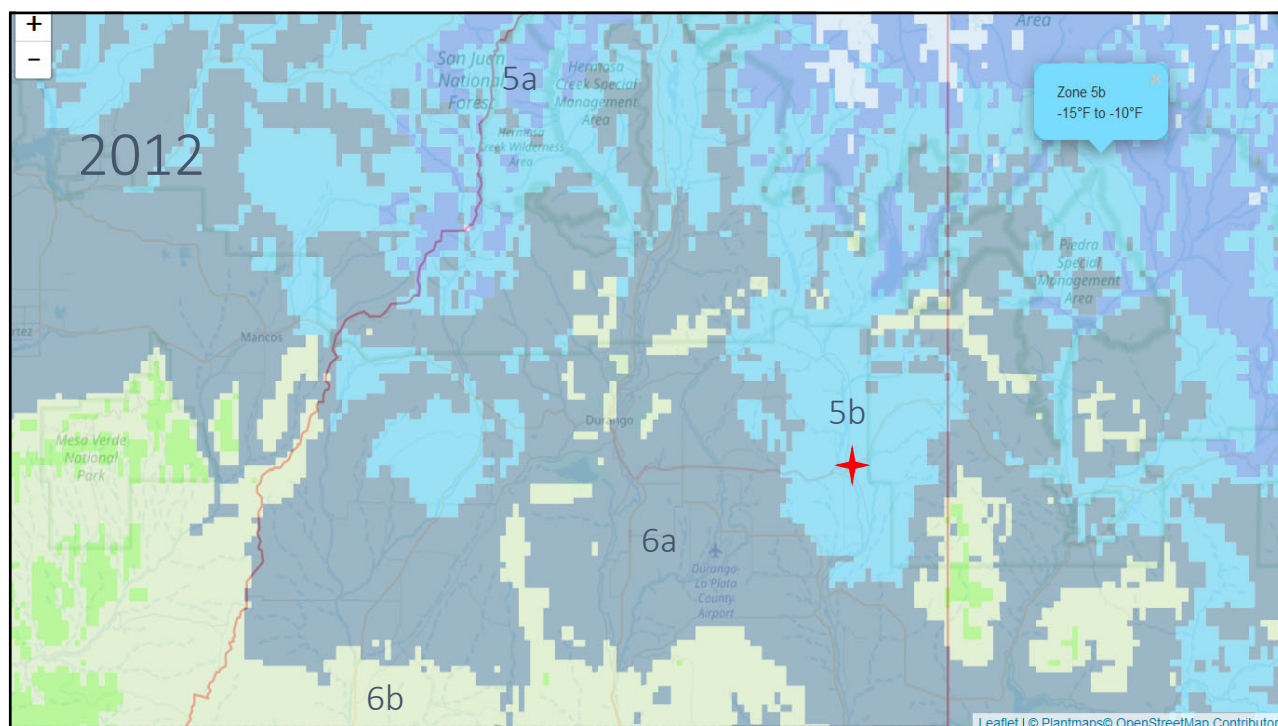 +
-
2012
San Juan
National
Forest
5a
Hermosa
Creek Special
Management
Area
Hermosa
Creek Wilderness
Area
Area
×
Zone 5b
-15°F to -10°F
Piedra
Special
Management
Area
rtez
Mancos
Durango
5b
Mesa Verde
National
Park
6a
Durango-
La Plata
County
Airport
6b
Leaflet | © Plantmaps© OpenStreetMap Contributor